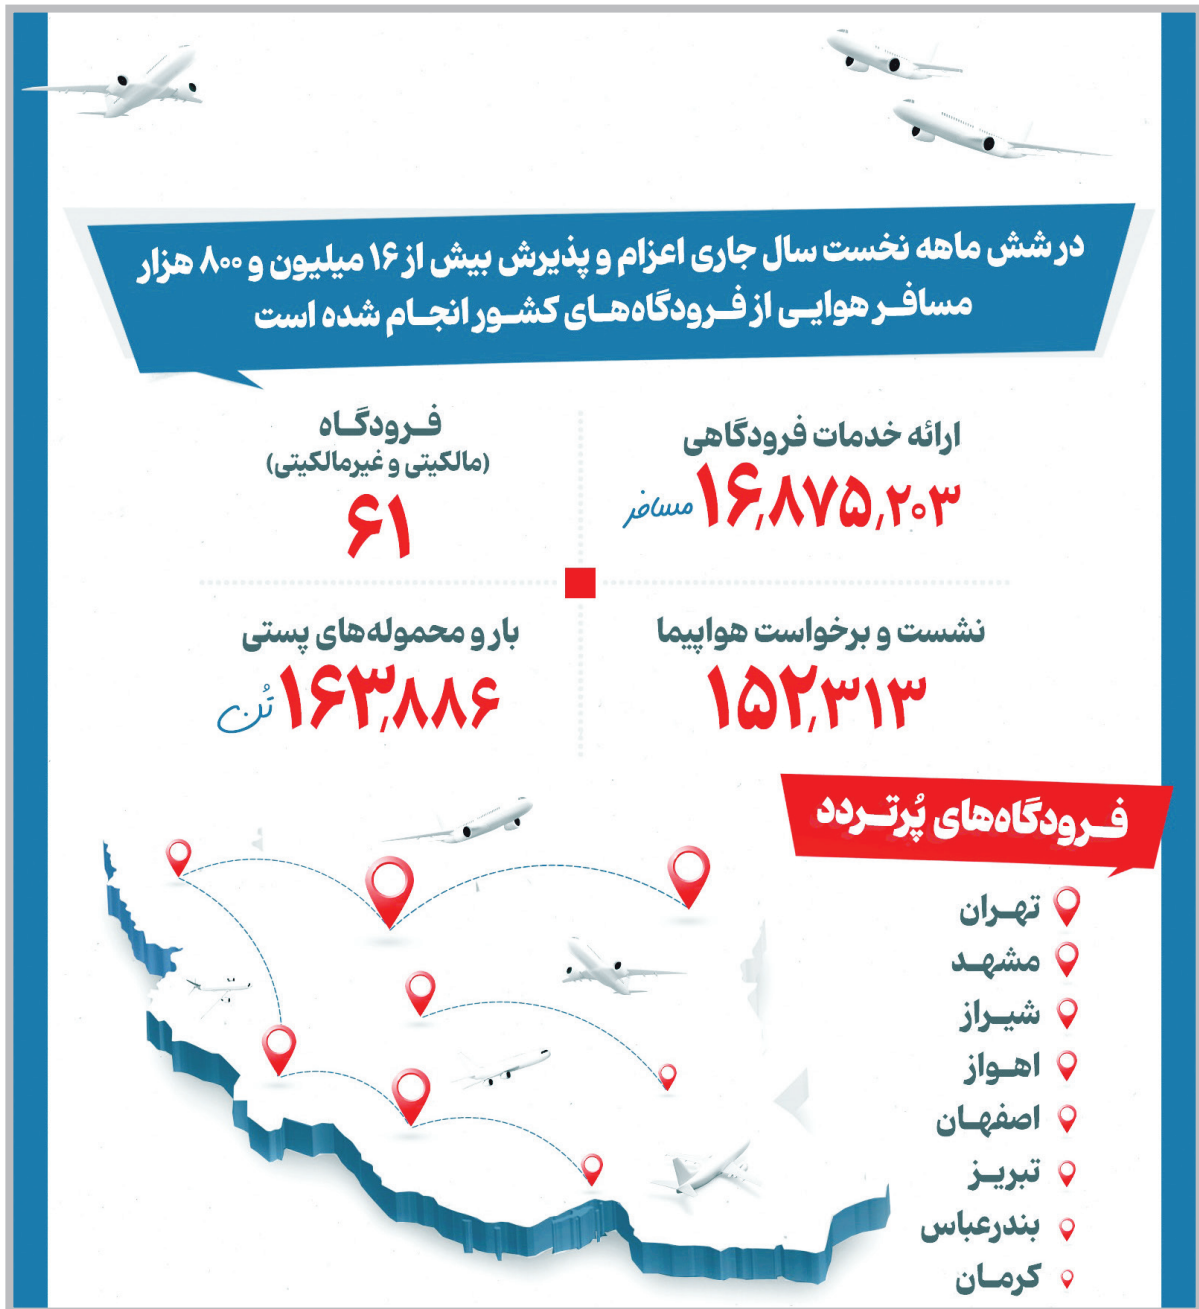 در شش ماهه نخست سال جاری اعزام و پذیرش بیش از ۱۶ میلیون و ۸۰۰ هزار
مسافر هوایی از فرودگاه‌های کشور انجام شده است
ارائه خدمات فرودگاهی
۱۶,۸۷۵,۲۰۳ مسافر
فرودگاه
(مالکیتی و غیرمالکیتی)
۶۱
نشست و برخواست هواپیما
۱۵۲,۳۱۳
بار و محموله‌های پستی
۱۶۳,۸۸۶ تُن
فرودگاه‌های پُرتردد
تهران
مشهد
شیراز
اهواز
اصفهان
تبریز
بندرعباس
کرمان